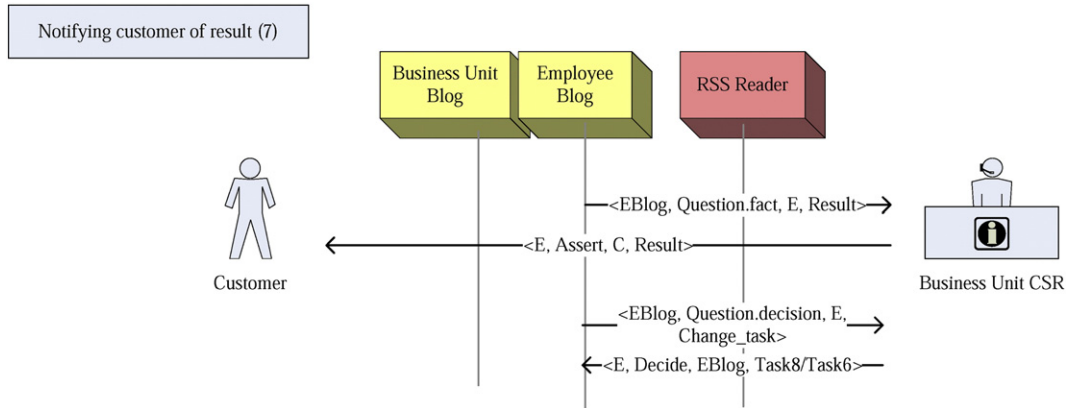 Notifying customer of result (7)
Business Unit
Blog
Employee
Blog
RSS Reader
<EBlog, Question.fact, E, Result>
<E, Assert, C, Result>
Customer
Business Unit CSR
<EBlog, Question.decision, E,
Change_task>
<E, Decide, EBlog, Task8/Task6>